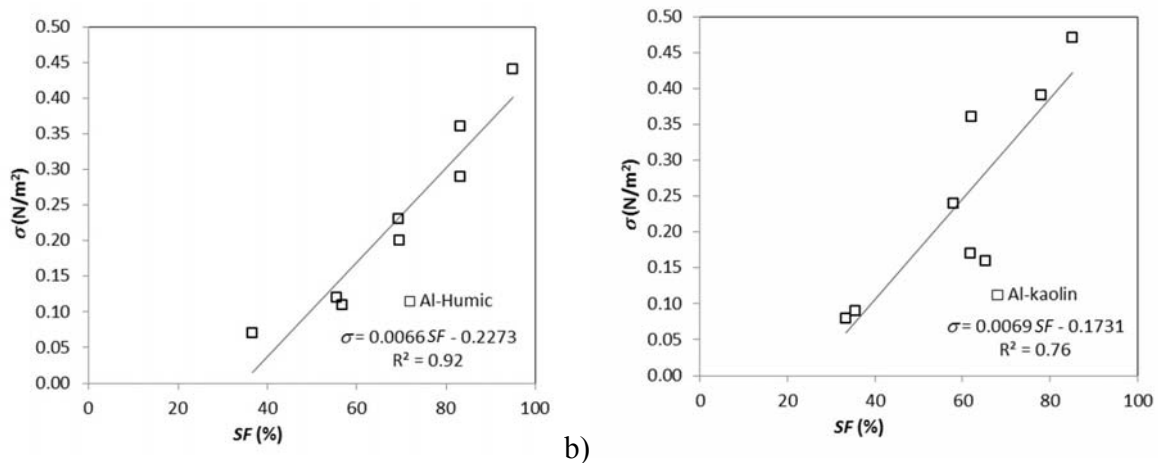 0.50
0.45
0.40
0.35
0.30
0.25
0.20
0.15
0.10
0.05
0.00
σ (N/m²)
0 20 40 60 80 100
SF (%)
Al-Humic
σ = 0.0066 SF - 0.2273
R² = 0.92
b)
0.50
0.45
0.40
0.35
0.30
0.25
0.20
0.15
0.10
0.05
0.00
σ (N/m²)
0 20 40 60 80 100
SF (%)
Al-kaolin
σ = 0.0069 SF - 0.1731
R² = 0.76